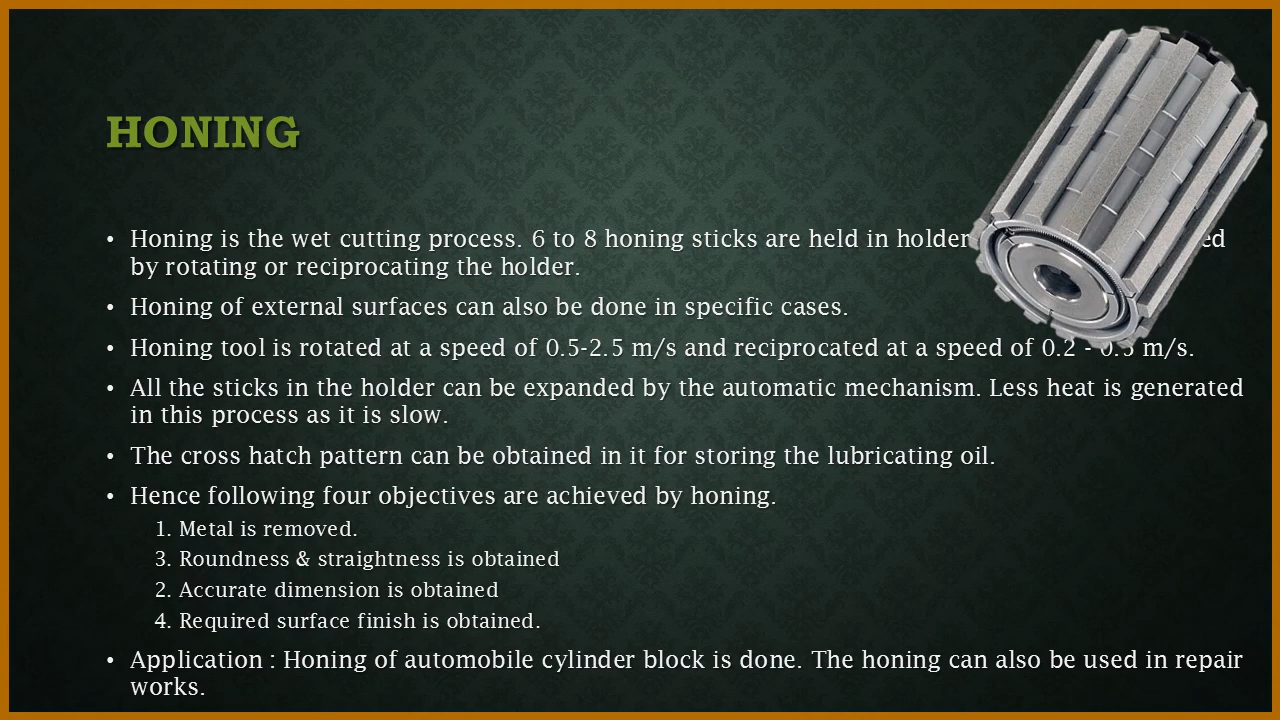 HONING
• Honing is the wet cutting process. 6 to 8 honing sticks are held in holder
by rotating or reciprocating the holder.
• Honing of external surfaces can also be done in specific cases.
• Honing tool is rotated at a speed of 0.5-2.5 m/s and reciprocated at a speed of 0.2 - 0.5 m/s.
• All the sticks in the holder can be expanded by the automatic mechanism. Less heat is generated
in this process as it is slow.
• The cross hatch pattern can be obtained in it for storing the lubricating oil.
• Hence following four objectives are achieved by honing.
1. Metal is removed.
3. Roundness & straightness is obtained
2. Accurate dimension is obtained
4. Required surface finish is obtained.
• Application : Honing of automobile cylinder block is done. The honing can also be used in repair
works.